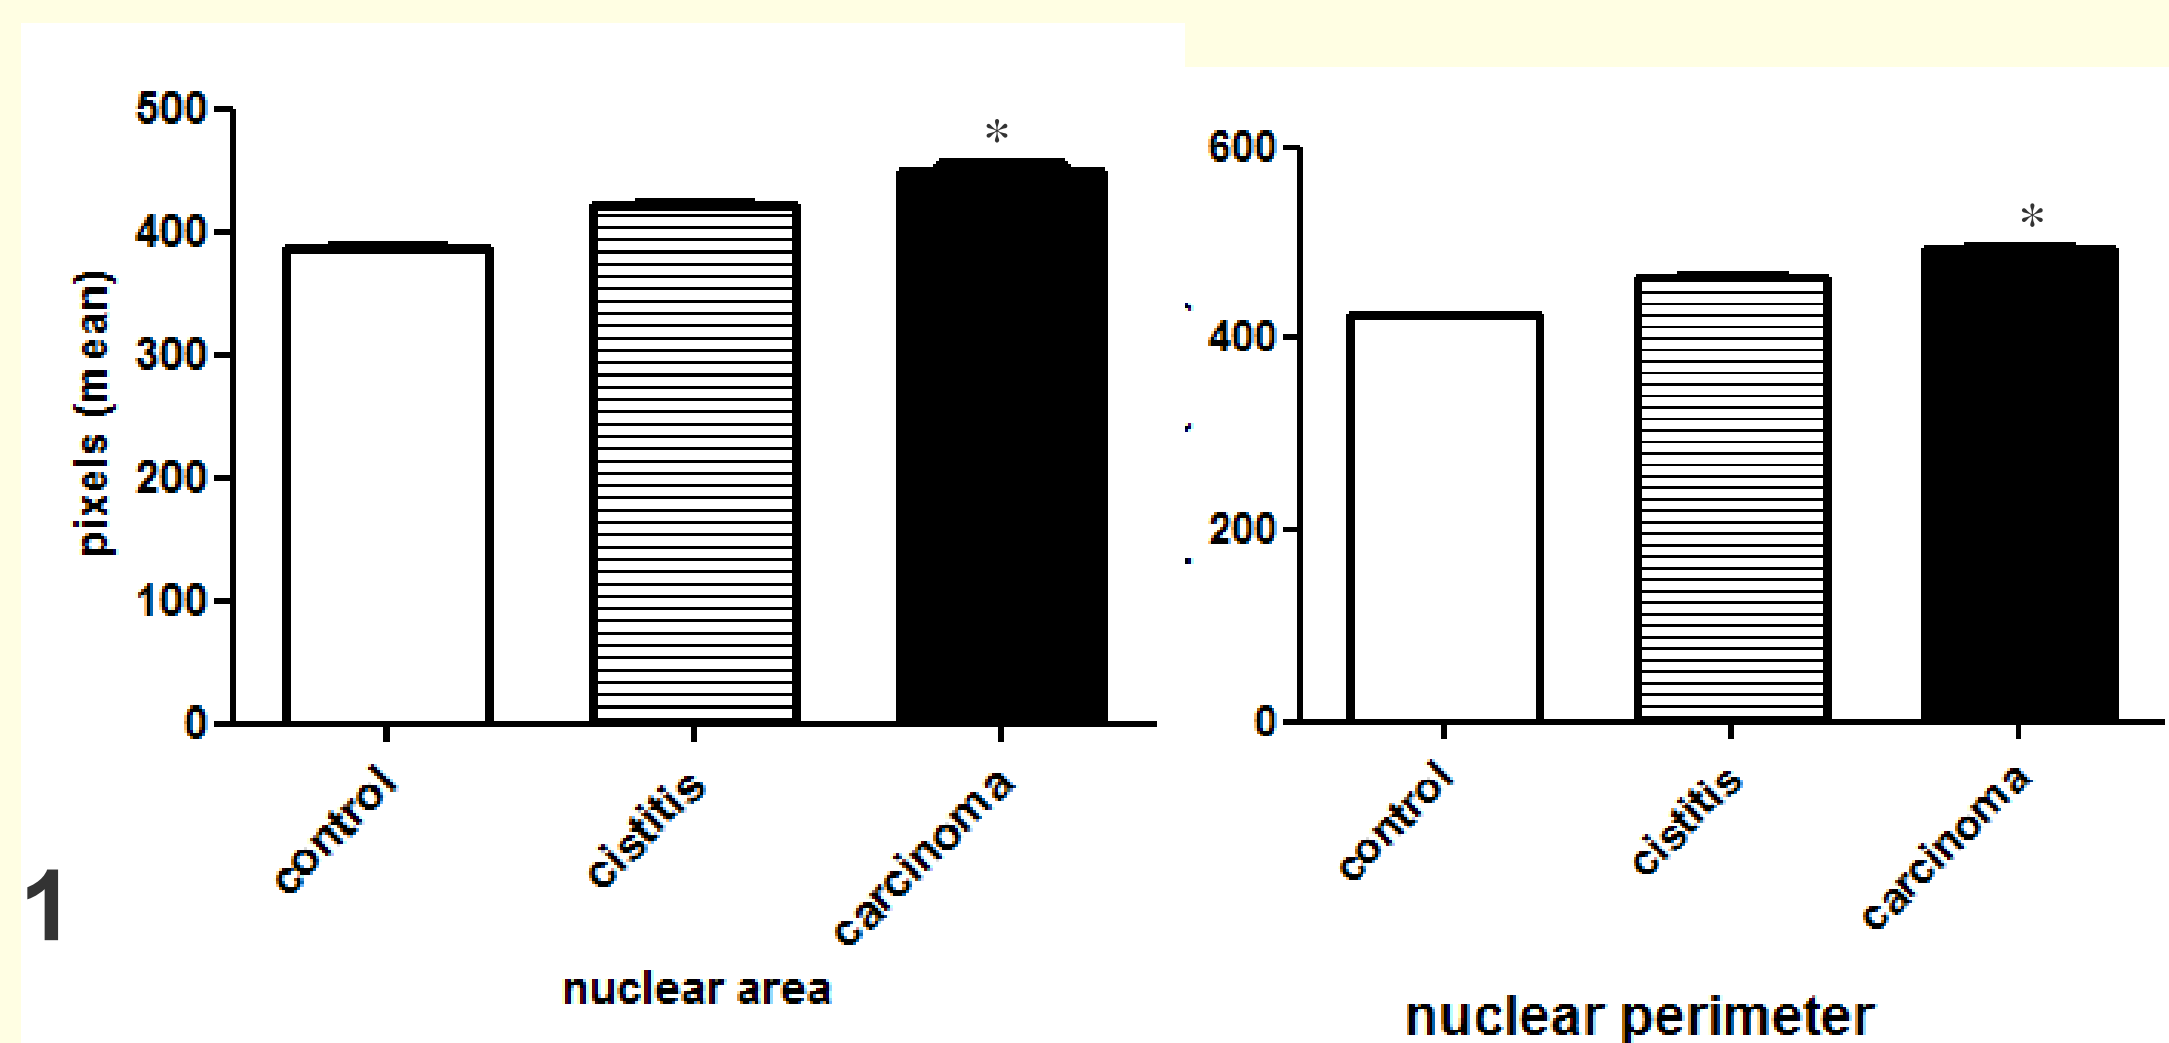 500
400
300
200
100
0
pixels (mean)
*
control
cistitis
carcinoma
nuclear area
1
600
400
200
0
*
control
cistitis
carcinoma
nuclear perimeter